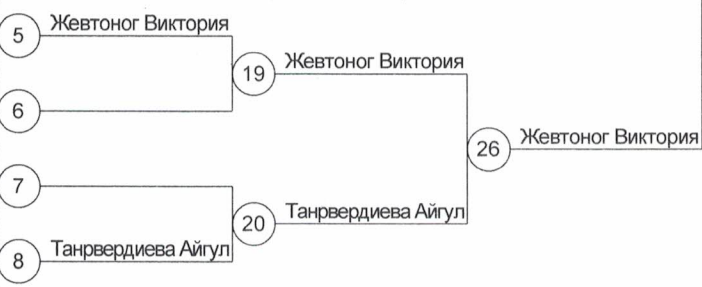 5 Жевтоног Виктория
19 Жевтоног Виктория
6
26 Жевтоног Виктория
7
20 Танрвердиева Айгул
8 Танрвердиева Айгул